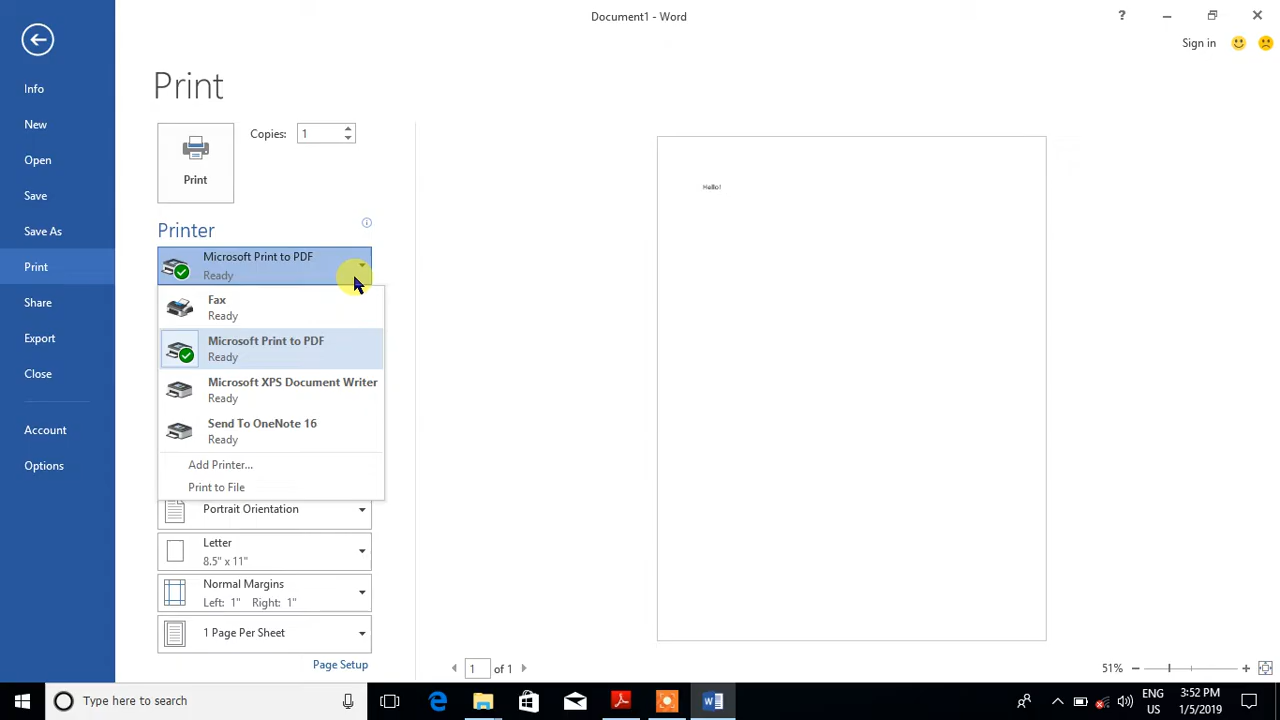 Document1 - Word
?
Sign in
Info
New
Open
Save
Save As
Print
Share
Export
Close
Account
Options
Print
Print
Copies: 1
Printer
Microsoft Print to PDF
Ready
Fax
Ready
Microsoft Print to PDF
Ready
Microsoft XPS Document Writer
Ready
Send To OneNote 16
Ready
Add Printer...
Print to File
Portrait Orientation
Letter
8.5" x 11"
Normal Margins
Left: 1" Right: 1"
1 Page Per Sheet
Page Setup
Hello!
1 of 1
51%
Type here to search
ENG
US
3:52 PM
1/5/2019